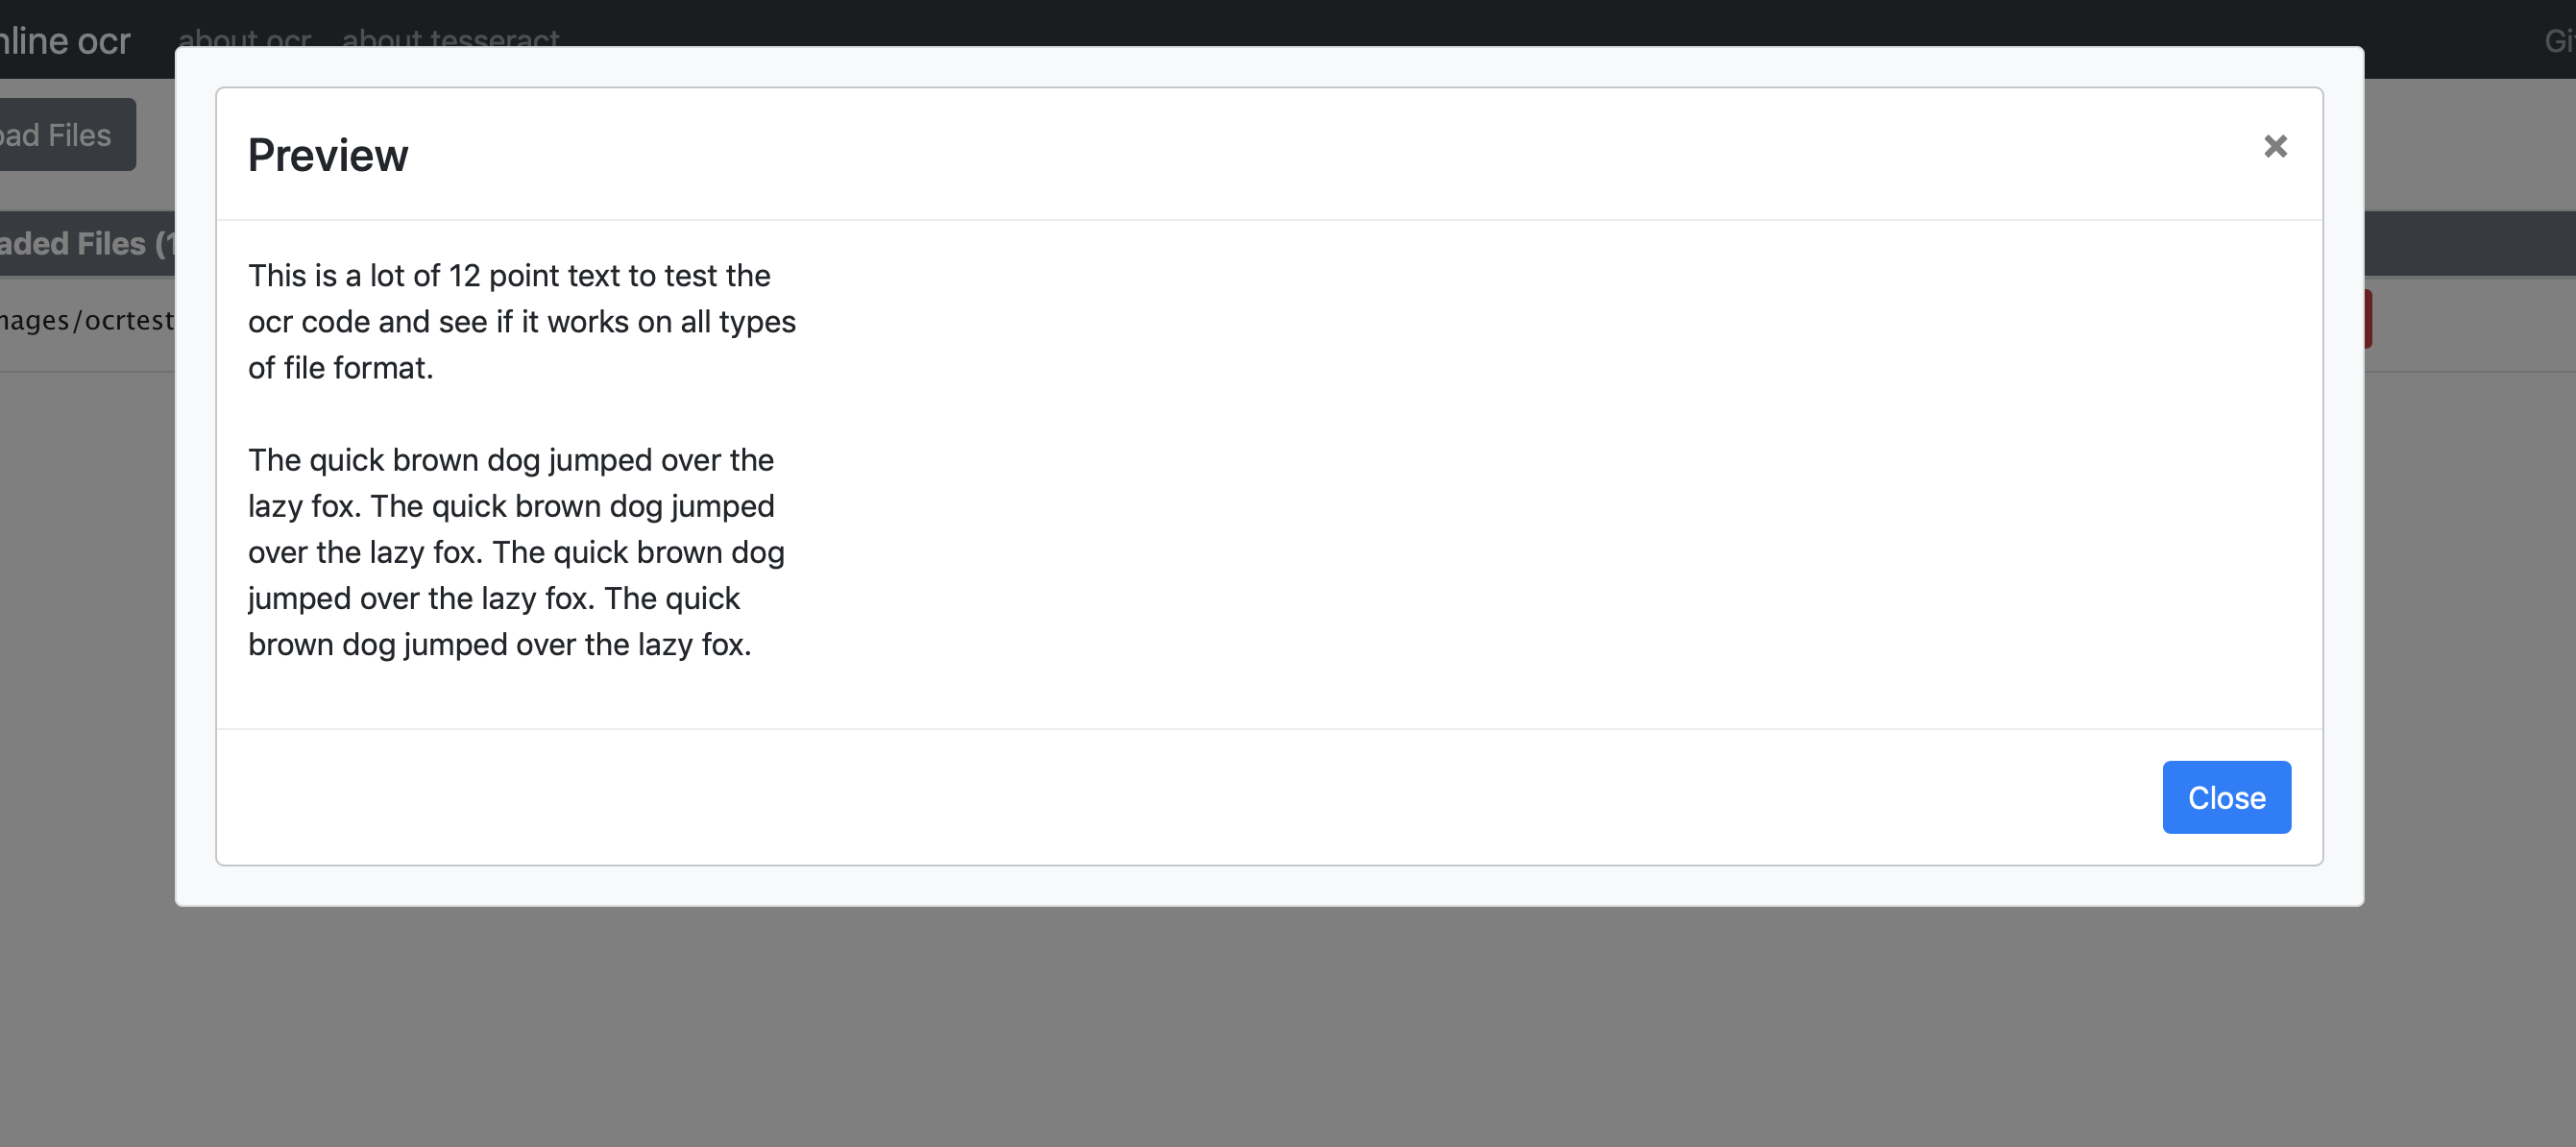 nline ocr about ocr about tesseract Gi
oad Files
Preview
×
aded Files (1
This is a lot of 12 point text to test the
ocr code and see if it works on all types
of file format.
mages/ocrtest
The quick brown dog jumped over the
lazy fox. The quick brown dog jumped
over the lazy fox. The quick brown dog
jumped over the lazy fox. The quick
brown dog jumped over the lazy fox.
Close